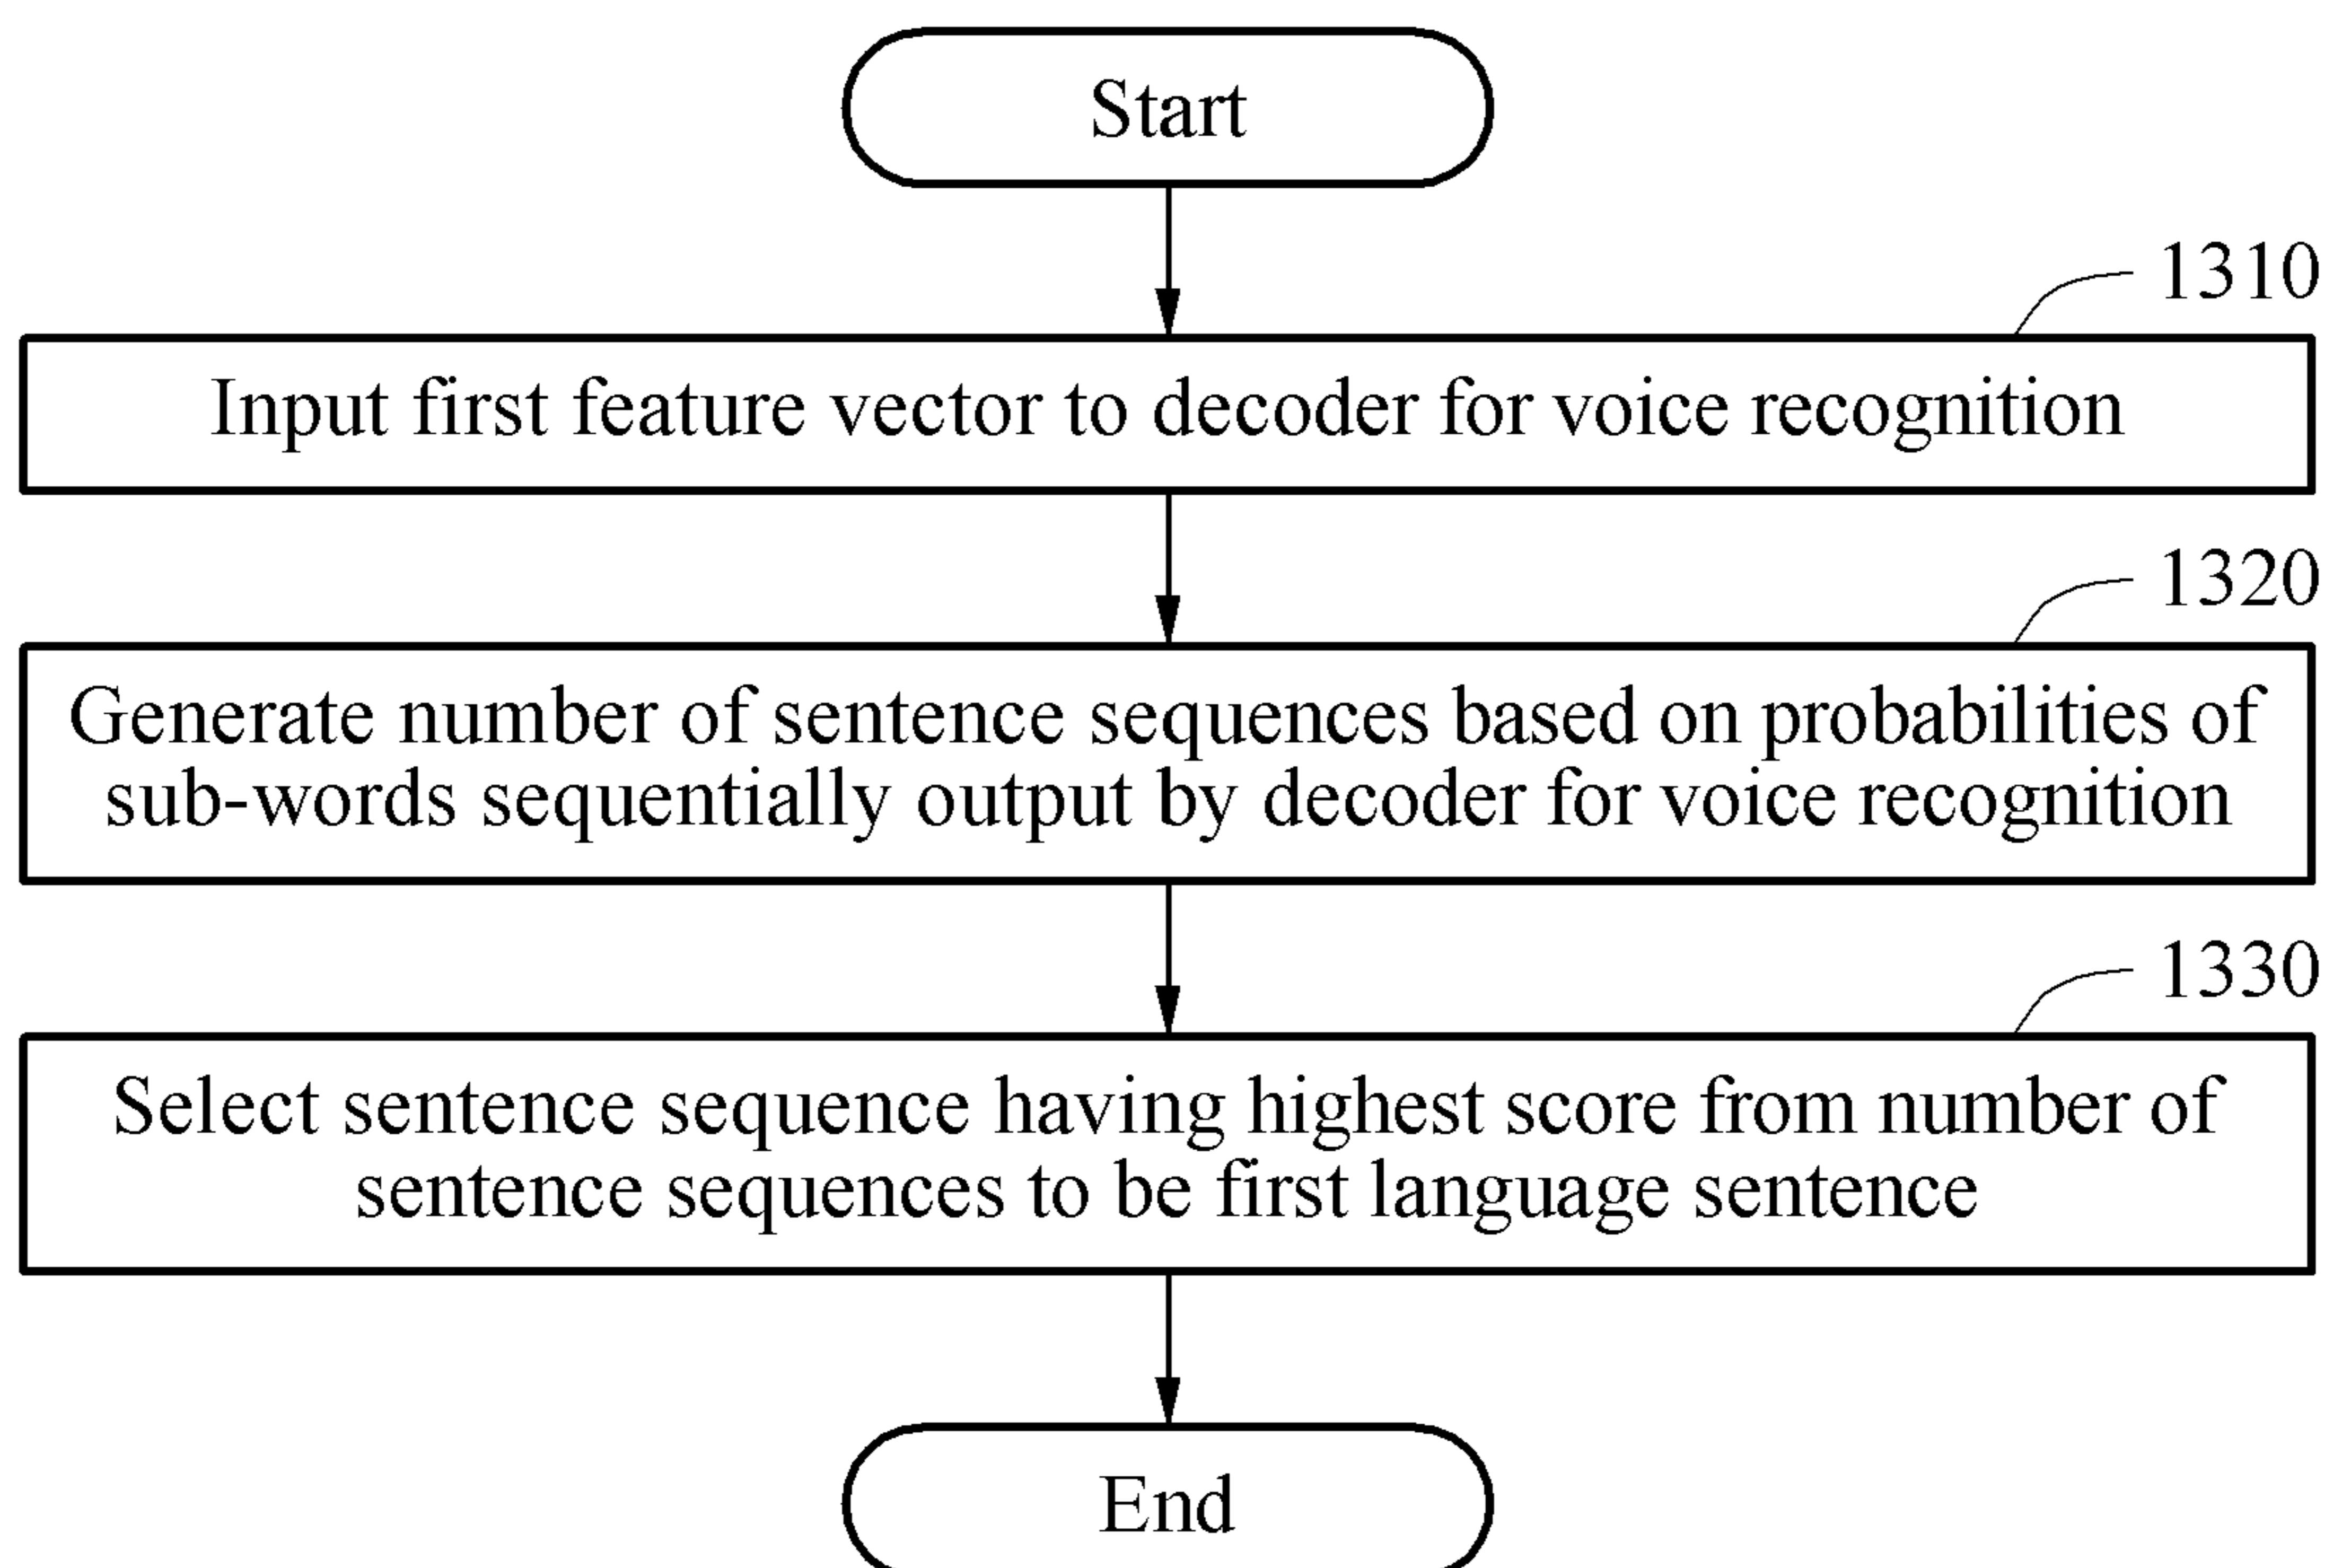 Start
1310
Input first feature vector to decoder for voice recognition
1320
Generate number of sentence sequences based on probabilities of
sub-words sequentially output by decoder for voice recognition
1330
Select sentence sequence having highest score from number of
sentence sequences to be first language sentence
End